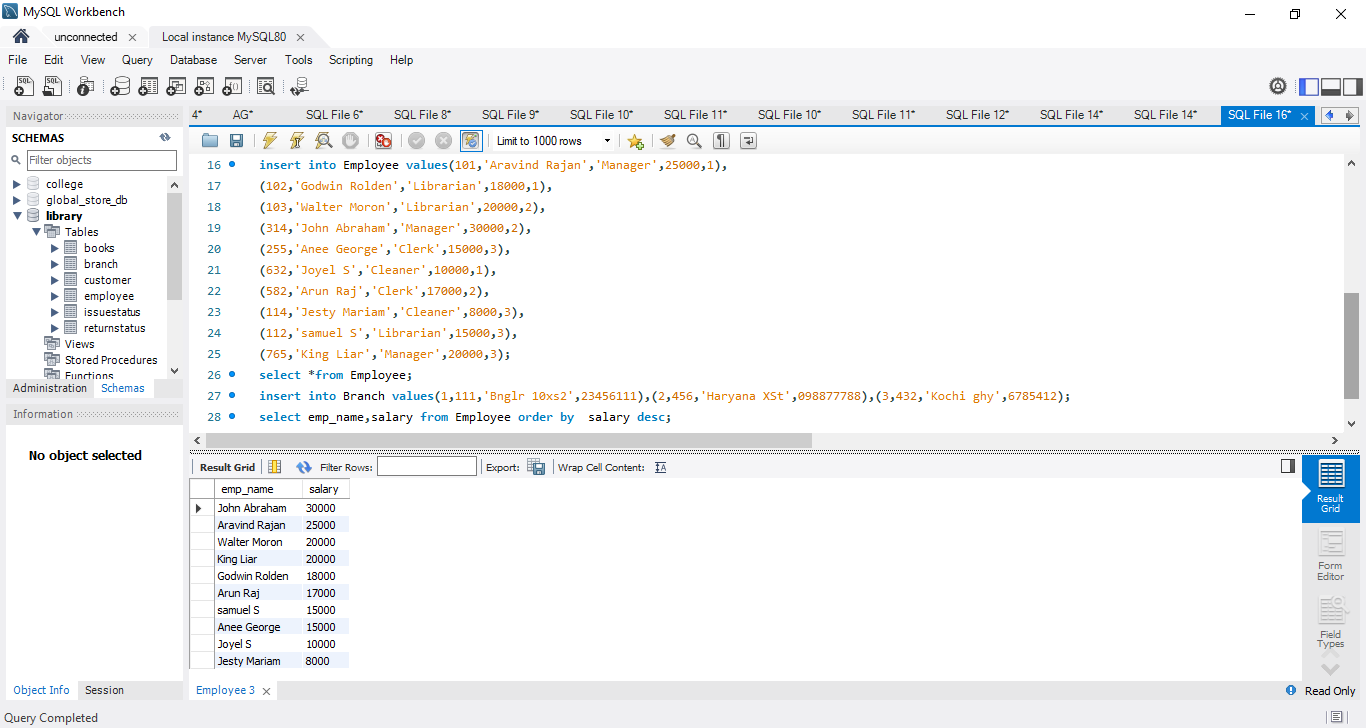 MySQL Workbench
unconnected
Local instance MySQL80
File Edit View Query Database Server Tools Scripting Help
Navigator
SCHEMAS
Filter objects
college
global_store_db
library
Tables
books
branch
customer
employee
issuestatus
returnstatus
Views
Stored Procedures
Functions
Administration Schemas
Information
No object selected
Object Info Session
Query Completed
4* AG* SQL File 6* SQL File 8* SQL File 9* SQL File 10* SQL File 11* SQL File 10* SQL File 11* SQL File 12* SQL File 14* SQL File 14* SQL File 16*
Limit to 1000 rows
16 insert into Employee values(101,'Aravind Rajan','Manager',25000,1),
17 (102,'Godwin Rolden','Librarian',18000,1),
18 (103,'Walter Moron','Librarian',20000,2),
19 (314,'John Abraham','Manager',30000,2),
20 (255,'Anee George','Clerk',15000,3),
21 (632,'Joyel S','Cleaner',10000,1),
22 (582,'Arun Raj','Clerk',17000,2),
23 (114,'Jesty Mariam','Cleaner',8000,3),
24 (112,'samuel S','Librarian',15000,3),
25 (765,'King Liar','Manager',20000,3);
26 select *from Employee;
27 insert into Branch values(1,111,'Bnglr 10xs2',23456111),(2,456,'Haryana XSt',098877788),(3,432,'Kochi ghy',6785412);
28 select emp_name,salary from Employee order by  salary desc;
Result Grid Filter Rows: Export: Wrap Cell Content:
emp_name salary
John Abraham 30000
Aravind Rajan 25000
Walter Moron 20000
King Liar 20000
Godwin Rolden 18000
Arun Raj 17000
samuel S 15000
Anee George 15000
Joyel S 10000
Jesty Mariam 8000
Result
Grid
Form
Editor
Field
Types
Employee 3
Read Only